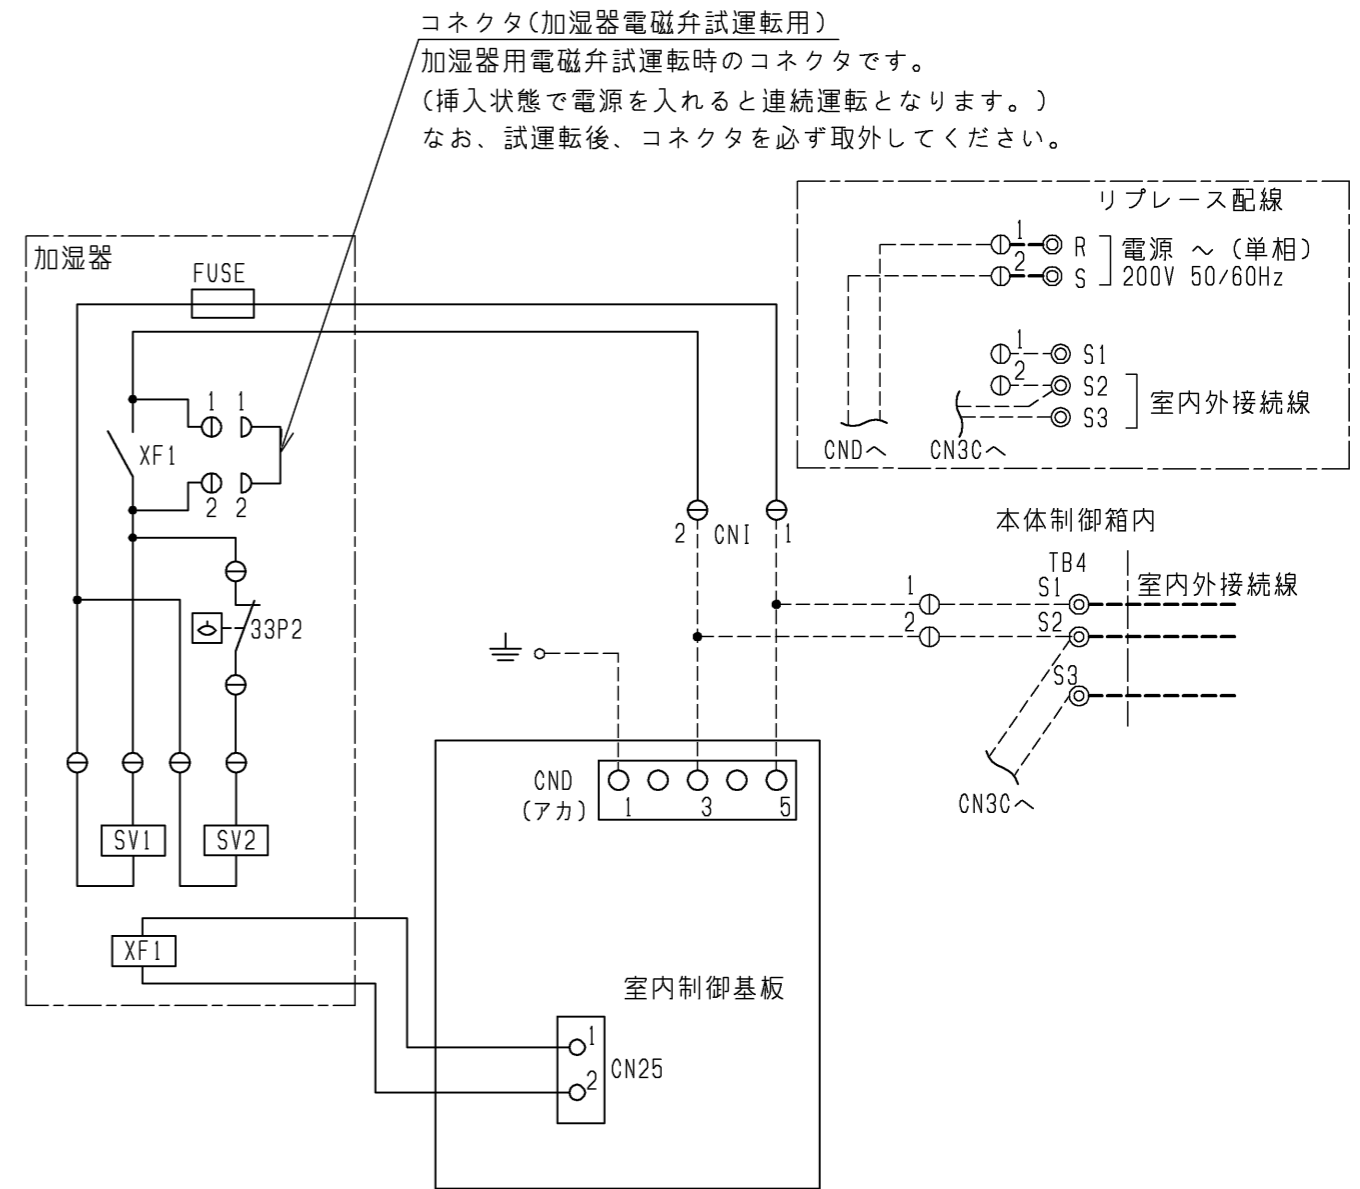 コネクタ(加湿器電磁弁試運転用)
加湿器用電磁弁試運転時のコネクタです。
(挿入状態で電源を入れると連続運転となります。)
なお、試運転後、コネクタを必ず取外してください。
リプレース配線
1
R
電源 ～ (単相)
2
S
200V 50/60Hz
1
S1
2
S2
室内外接続線
S3
CNDへ
CN3Cへ
加湿器
FUSE
1 1
XF1
2 2
33P2
SV1
SV2
XF1
2 CNI 1
本体制御箱内
TB4
室内外接続線
1
S1
2
S2
S3
CN3Cへ
CND
(アカ)
1 3 5
室内制御基板
1
CN25
2